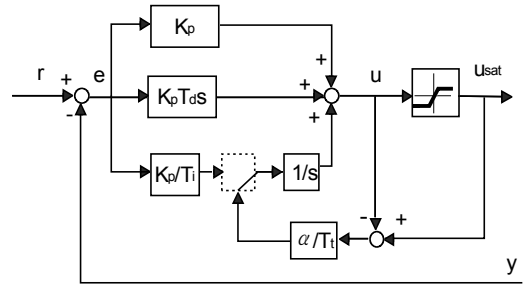 Kp
r
+
-
e
+
u
usat
KpTds
+
+
Kp/Ti
1/s
α/Tt
-
+
y